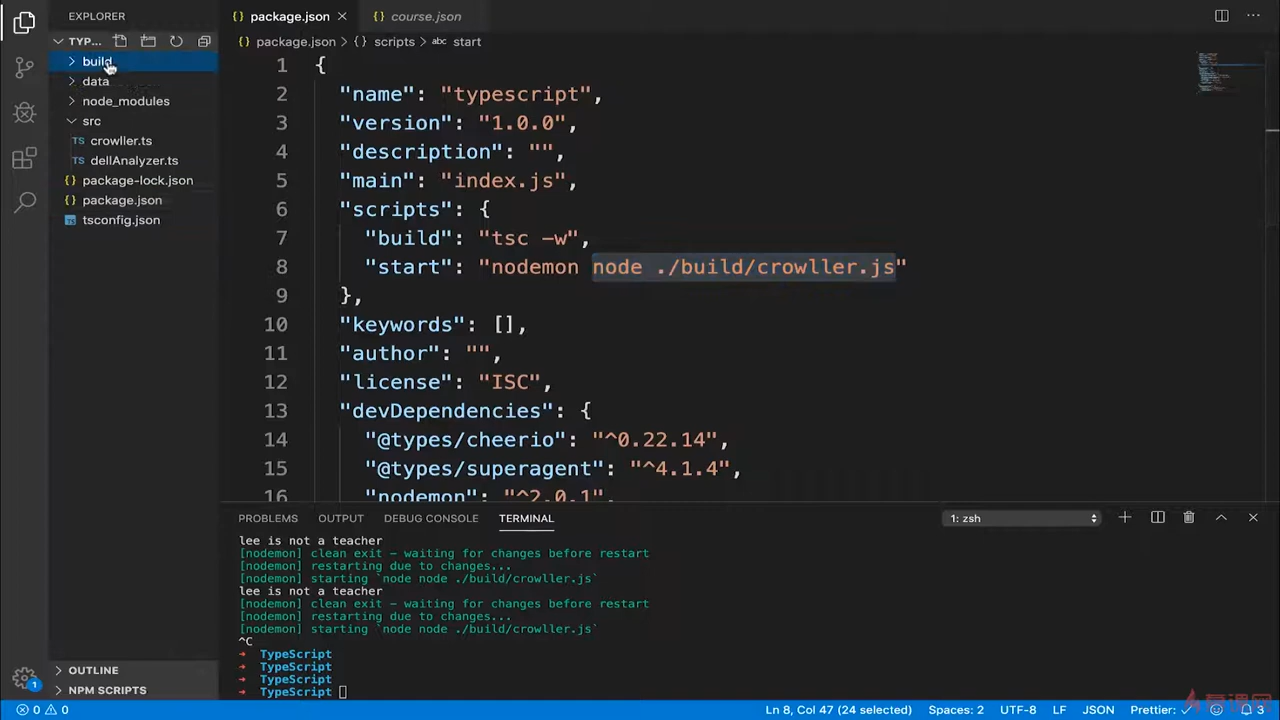 EXPLORER
TYP...
build
data
node_modules
src
TS crowller.ts
TS dellAnalyzer.ts
{} package-lock.json
{} package.json
TS tsconfig.json
OUTLINE
NPM SCRIPTS
1
{} package.json
{} course.json
{} package.json > {} scripts > abc start
1 {
2 "name": "typescript",
3 "version": "1.0.0",
4 "description": "",
5 "main": "index.js",
6 "scripts": {
7 "build": "tsc -w",
8 "start": "nodemon node ./build/crowller.js"
9 },
10 "keywords": [],
11 "author": "",
12 "license": "ISC",
13 "devDependencies": {
14 "@types/cheerio": "^0.22.14",
15 "@types/superagent": "^4.1.4",
16 "nodemon": "^2.0.1",
PROBLEMS OUTPUT DEBUG CONSOLE TERMINAL 1: zsh
lee is not a teacher
[nodemon] clean exit - waiting for changes before restart
[nodemon] restarting due to changes...
[nodemon] starting `node node ./build/crowller.js`
lee is not a teacher
[nodemon] clean exit - waiting for changes before restart
[nodemon] restarting due to changes...
[nodemon] starting `node node ./build/crowller.js`
^C
→ TypeScript
→ TypeScript
→ TypeScript
→ TypeScript
0 0 Ln 8, Col 47 (24 selected) Spaces: 2 UTF-8 LF JSON Prettier: ✓ 3
慕课网